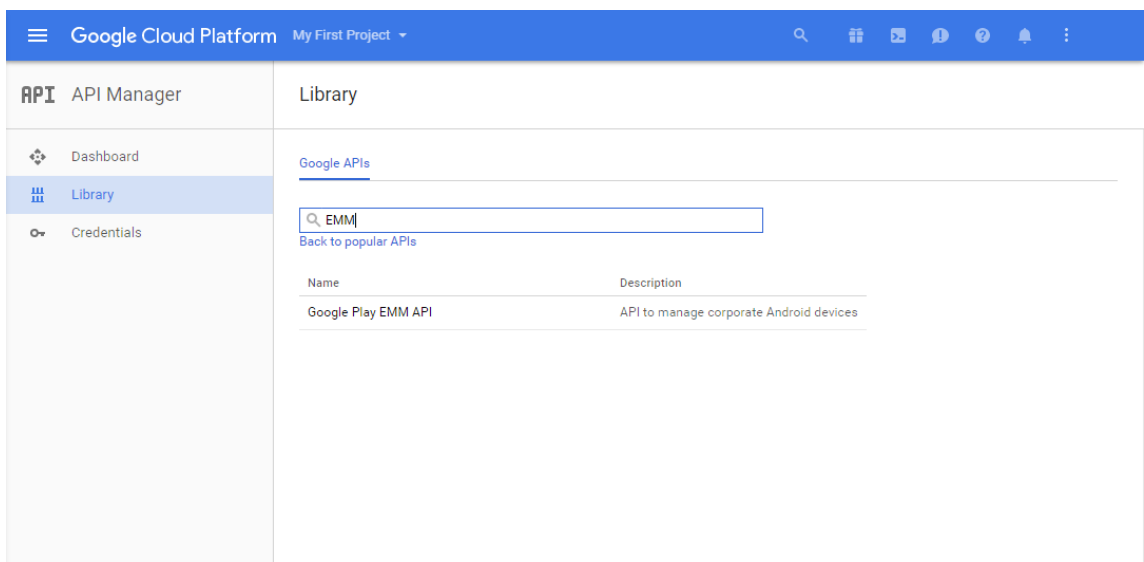 Google Cloud Platform My First Project
API API Manager
Library
Dashboard
Library
Credentials
Google APIs
EMM
Back to popular APIs
Name Description
Google Play EMM API API to manage corporate Android devices